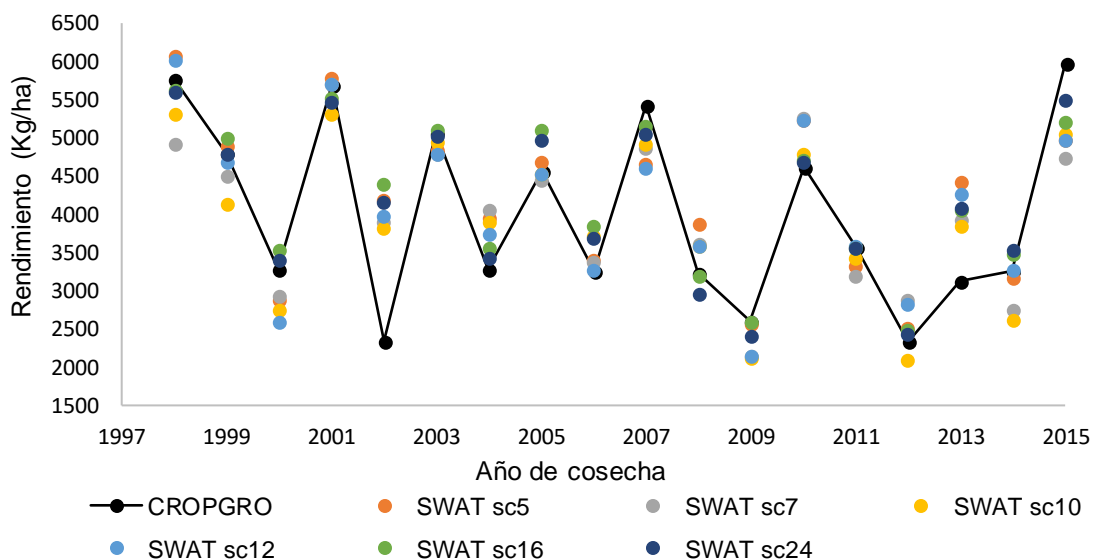 Rendimiento (Kg/ha)
6500
6000
5500
5000
4500
4000
3500
3000
2500
2000
1500
1997 1999 2001 2003 2005 2007 2009 2011 2013 2015
Año de cosecha
CROPGRO SWAT sc5 SWAT sc7 SWAT sc10
SWAT sc12 SWAT sc16 SWAT sc24